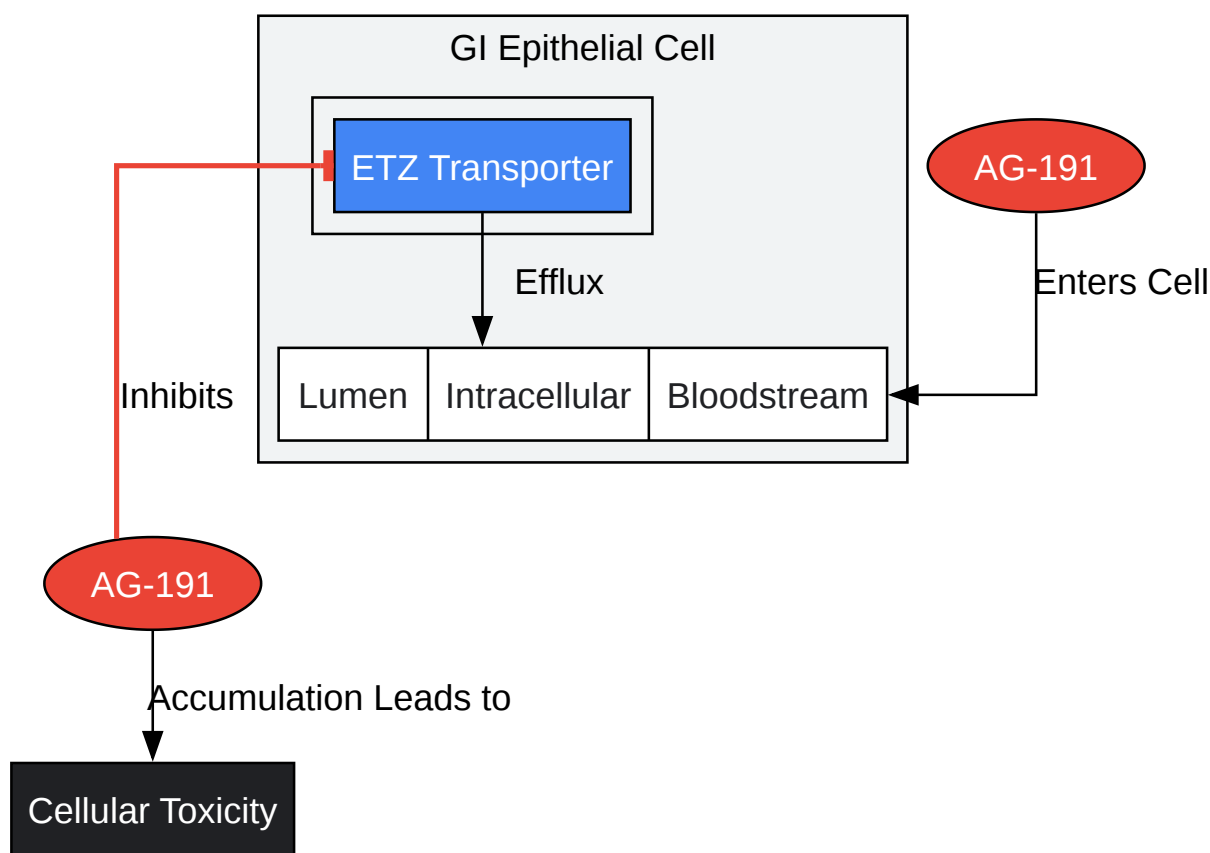 GI Epithelial Cell
ETZ Transporter
AG-191
Efflux
Enters Cell
Inhibits
Lumen
Intracellular
Bloodstream
AG-191
Accumulation Leads to
Cellular Toxicity